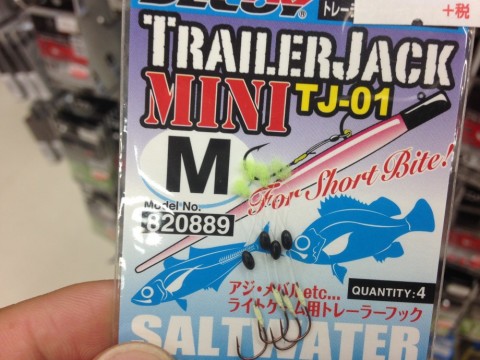 DECOY®
+税
TRAILERJACK
MINI TJ-01
M
For Short Bite!
Model No.
820889
アジ・メバル etc...
ライトゲーム用トレーラーフック
QUANTITY:4
SALTWATER